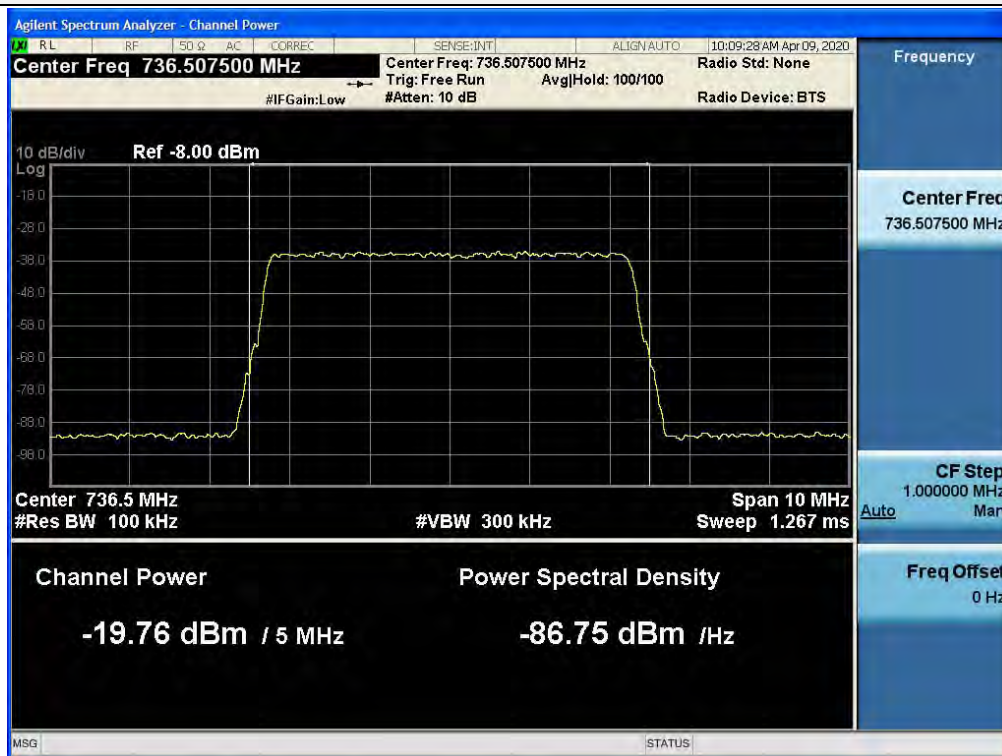 Agilent Spectrum Analyzer - Channel Power
LXI RL RF 50 Ω AC CORREC SENSE:INT ALIGN AUTO 10:09:28 AM Apr 09, 2020
Center Freq 736.507500 MHz
Center Freq: 736.507500 MHz
Radio Std: None
Trig: Free Run Avg|Hold: 100/100
#IFGain:Low
#Atten: 10 dB
Radio Device: BTS
Frequency
10 dB/div Ref -8.00 dBm
Log
-18.0
-28.0
-38.0
-48.0
-58.0
-68.0
-78.0
-88.0
-98.0
Center 736.5 MHz
Span 10 MHz
#Res BW 100 kHz
#VBW 300 kHz
Sweep 1.267 ms
Channel Power
Power Spectral Density
-19.76 dBm / 5 MHz
-86.75 dBm /Hz
Center Freq
736.507500 MHz
CF Step
1.000000 MHz
Auto Man
Freq Offset
0 Hz
MSG
STATUS